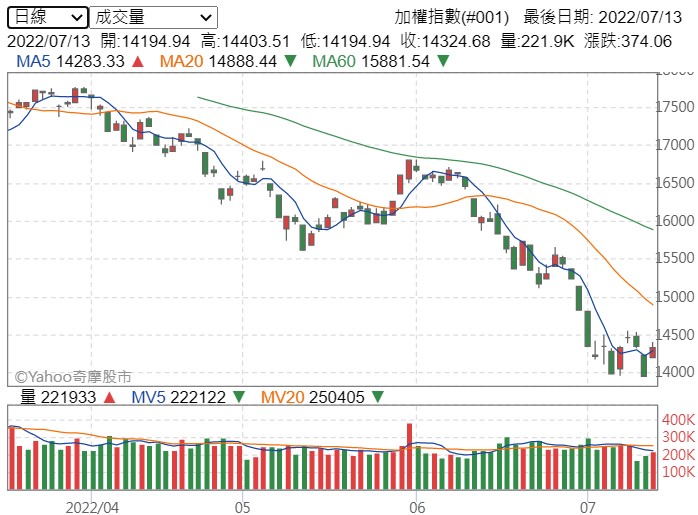 日線 成交量 加權指數(#001) 最後日期: 2022/07/13
2022/07/13 開:14194.94 高:14403.51 低:14194.94 收:14324.68 量:221.9K 漲跌:374.06
MA5 14283.33 ▲ MA20 14888.44 ▼ MA60 15881.54 ▼
18000
17500
17000
16500
16000
15500
15000
14500
14000
©Yahoo奇摩股市
量 221933 ▲ MV5 222122 ▼ MV20 250405 ▼
400K
300K
200K
100K
2022/04 05 06 07